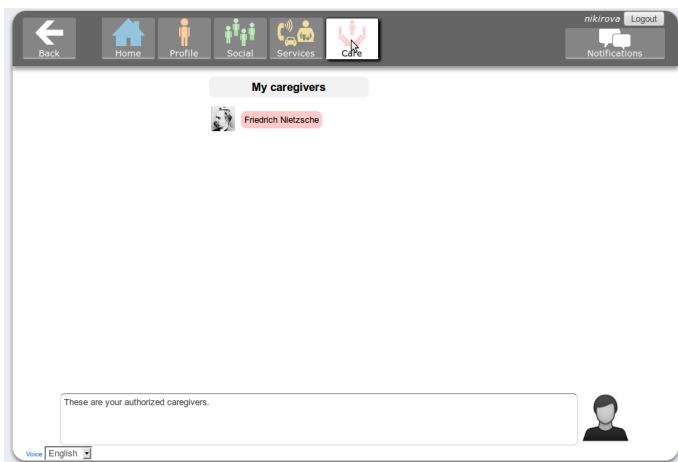 nikirova Logout
Back Home Profile Social Services Care Notifications
My caregivers
Friedrich Nietzsche
These are your authorized caregivers.
Voice English